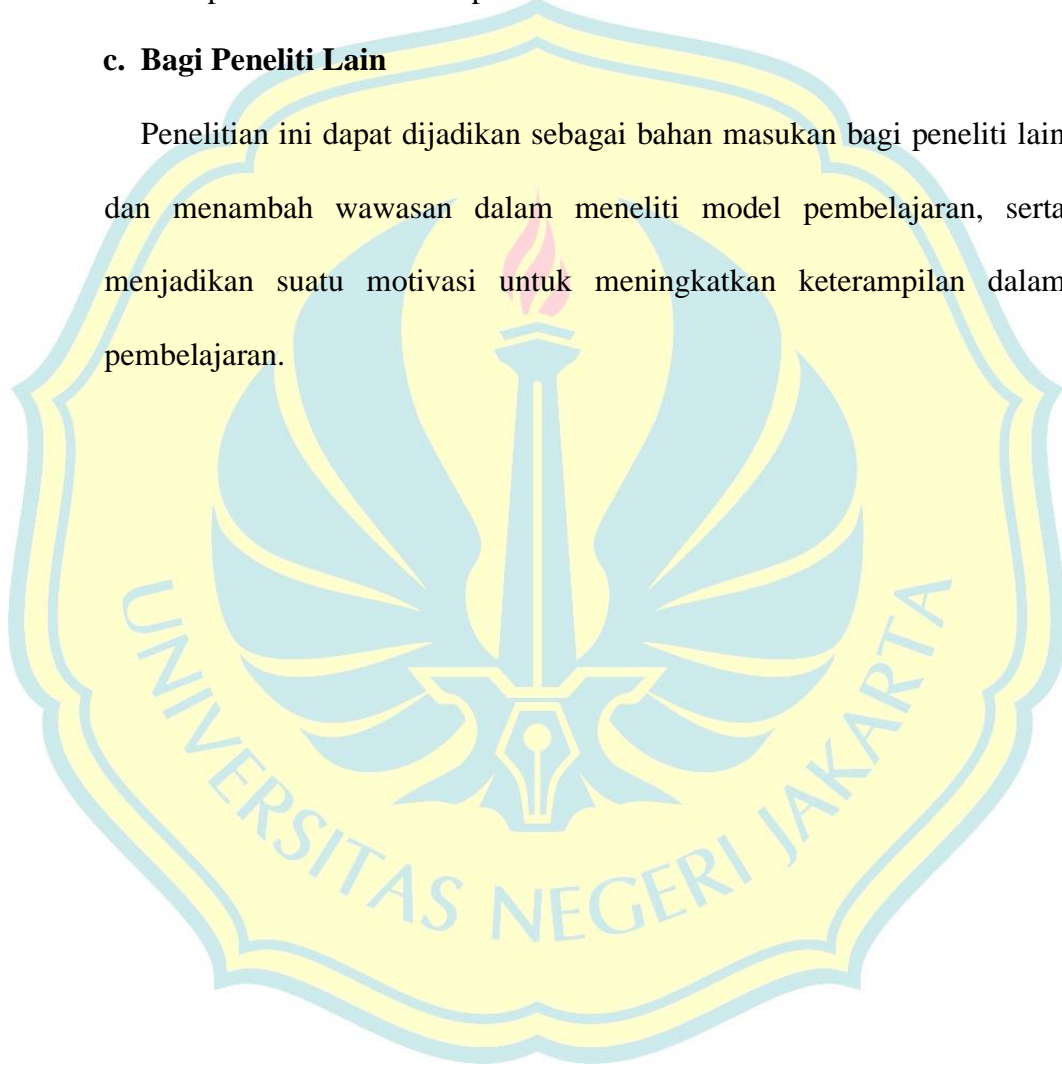 c. Bagi Peneliti Lain
Penelitian ini dapat dijadikan sebagai bahan masukan bagi peneliti lain
dan menambah wawasan dalam meneliti model pembelajaran, serta
menjadikan suatu motivasi untuk meningkatkan keterampilan dalam
pembelajaran.
UNIVERSITAS NEGERI JAKARTA